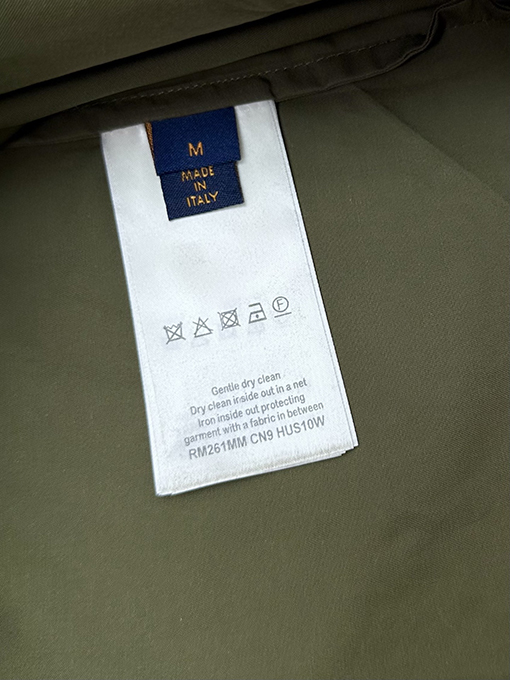 M
MADE
IN
ITALY
F
Gentle dry clean
Dry clean inside out in a net
Iron inside out protecting
garment with a fabric in between
RM261MM CN9 HUS10W